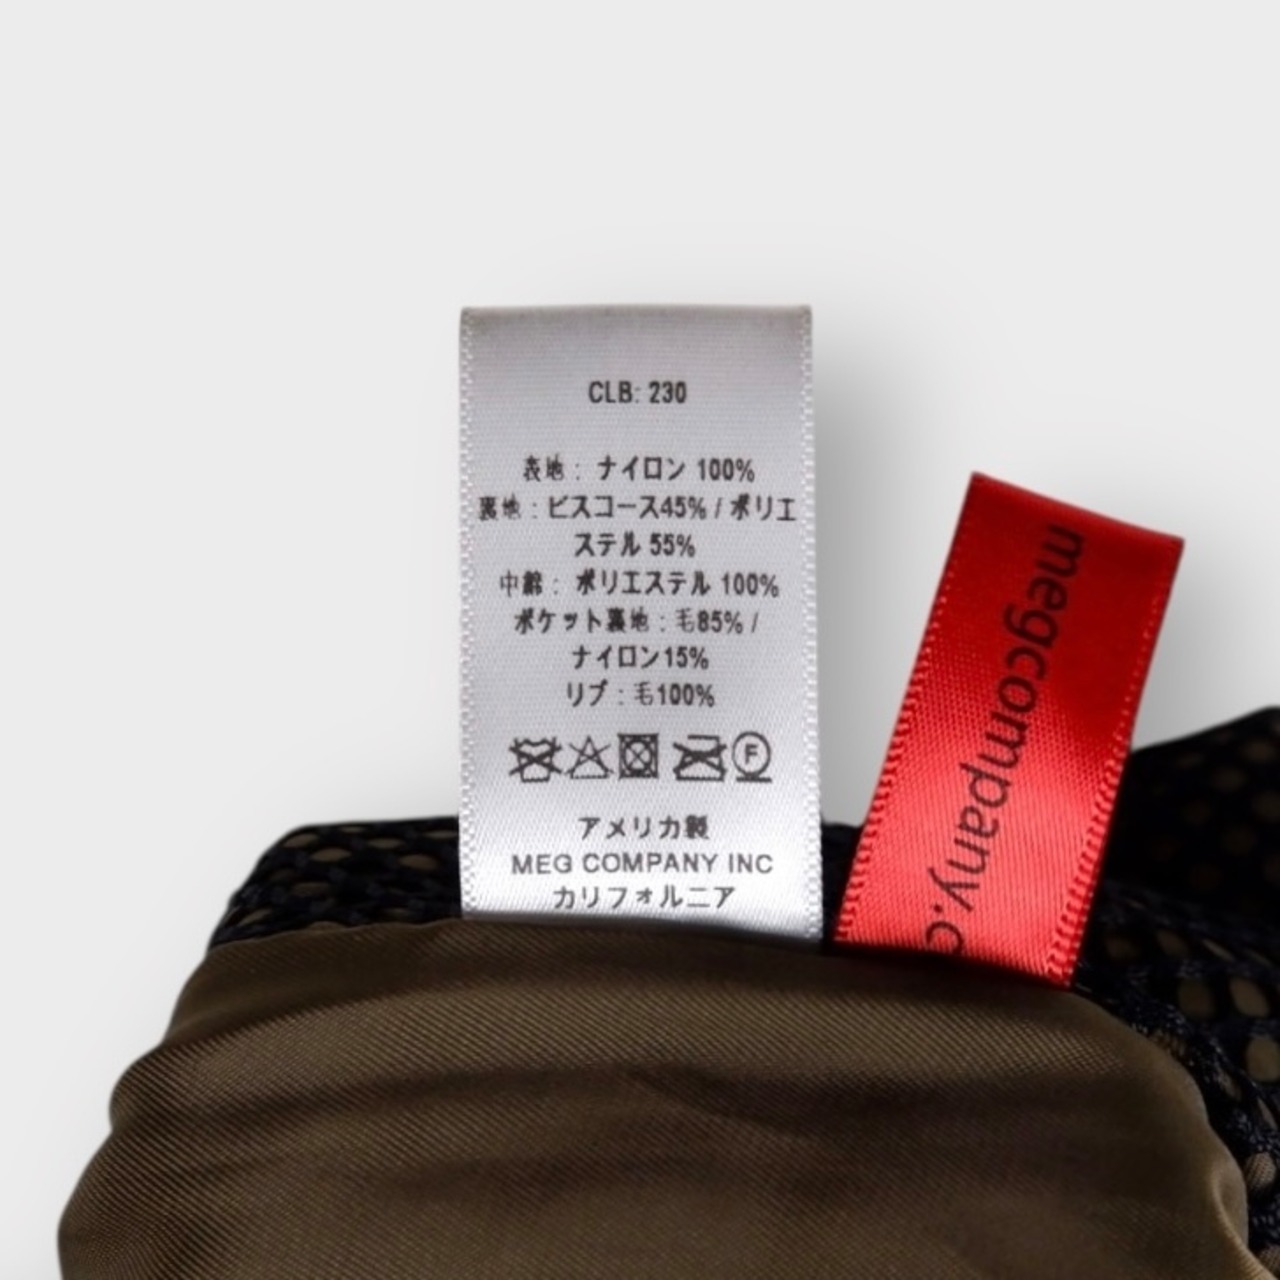 CLB: 230
表地： ナイロン 100%
裏地：ビスコース45% / ポリエ
ステル 55%
中綿： ポリエステル 100%
ポケット裏地：毛85% /
ナイロン15%
リブ：毛100%
F
アメリカ製
MEG COMPANY INC
カリフォルニア
megcompany.c